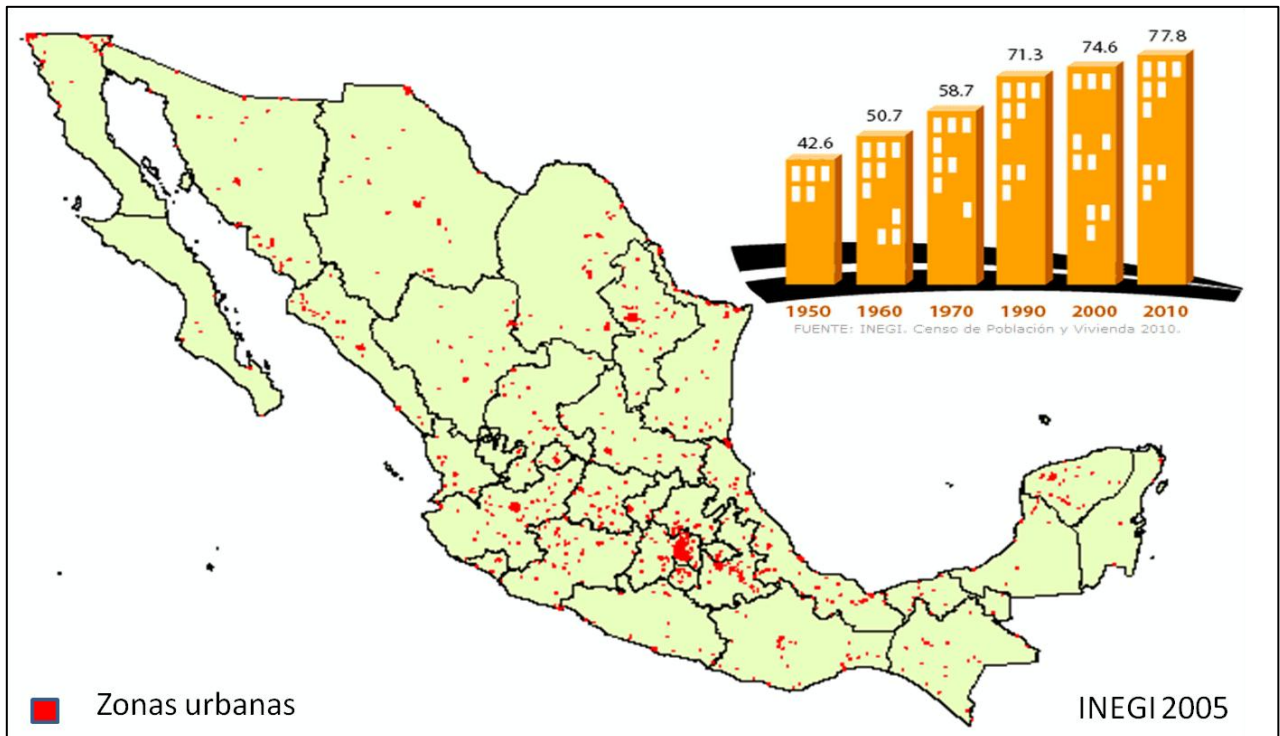 42.6
50.7
58.7
71.3
74.6
77.8
1950 1960 1970 1990 2000 2010
FUENTE: INEGI. Censo de Población y Vivienda 2010.
Zonas urbanas
INEGI 2005